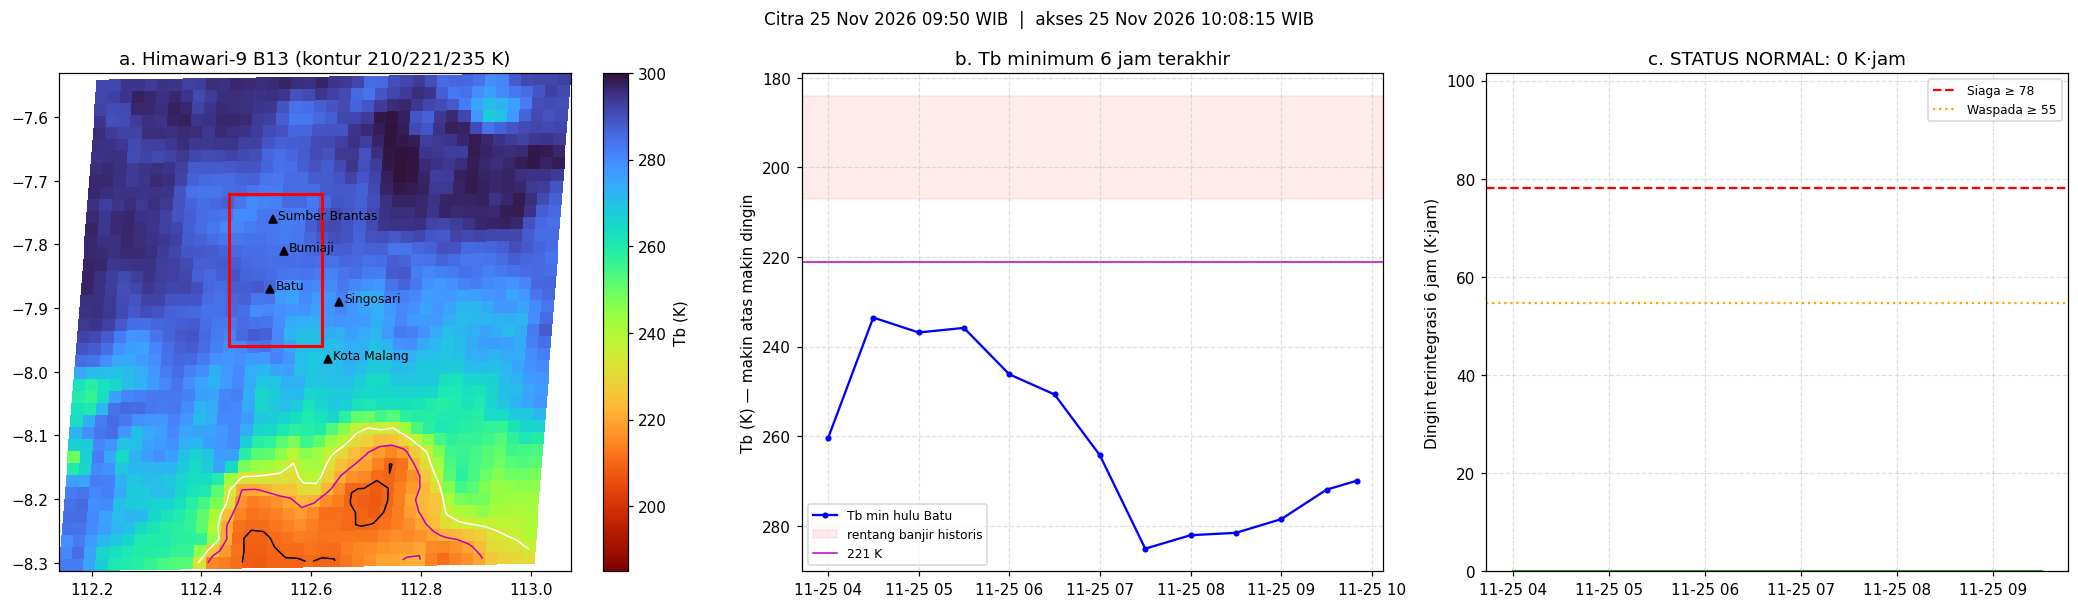 Citra 25 Nov 2026 09:50 WIB | akses 25 Nov 2026 10:08:15 WIB
a. Himawari-9 B13 (kontur 210/221/235 K)
−7.6
−7.7
−7.8
−7.9
−8.0
−8.1
−8.2
−8.3
112.2
112.4
112.6
112.8
113.0
Sumber Brantas
Bumiaji
Batu
Singosari
Kota Malang
300
280
260
240
220
200
Tb (K)
b. Tb minimum 6 jam terakhir
Tb (K) — makin atas makin dingin
180
200
220
240
260
280
Tb min hulu Batu
rentang banjir historis
221 K
11-25 04
11-25 05
11-25 06
11-25 07
11-25 08
11-25 09
11-25 10
c. STATUS NORMAL: 0 K·jam
Dingin terintegrasi 6 jam (K·jam)
100
80
60
40
20
0
Siaga ≥ 78
Waspada ≥ 55
11-25 04
11-25 05
11-25 06
11-25 07
11-25 08
11-25 09